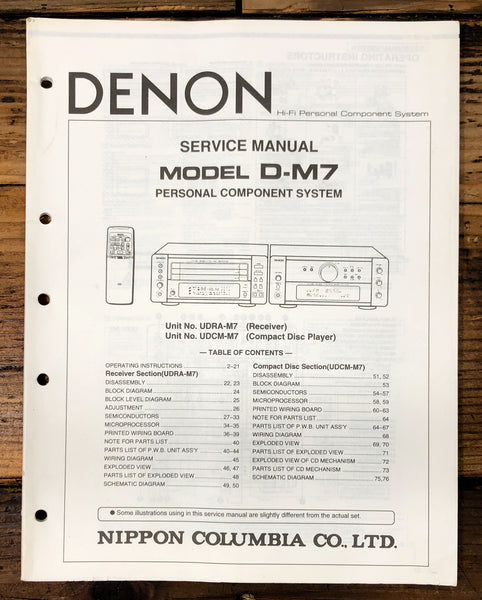 DENON
Hi-Fi Personal Component System
SERVICE MANUAL
MODEL D-M7
PERSONAL COMPONENT SYSTEM
Unit No. UDRA-M7 (Receiver)
Unit No. UDCM-M7 (Compact Disc Player)
— TABLE OF CONTENTS —
OPERATING INSTRUCTIONS 2–21
Receiver Section(UDRA-M7)
DISASSEMBLY 22, 23
BLOCK DIAGRAM 24
BLOCK LEVEL DIAGRAM 25
ADJUSTMENT 26
SEMICONDUCTORS 27–33
MICROPROCESSOR 34–35
PRINTED WIRING BOARD 36–39
NOTE FOR PARTS LIST 40
PARTS LIST OF P.W.B. UNIT ASS'Y 40–44
WIRING DIAGRAM 45
EXPLODED VIEW 46, 47
PARTS LIST OF EXPLODED VIEW 48
SCHEMATIC DIAGRAM 49, 50
Compact Disc Section(UDCM-M7)
DISASSEMBLY 51, 52
BLOCK DIAGRAM 53
SEMICONDUCTORS 54–57
MICROPROCESSOR 58, 59
PRINTED WIRING BOARD 60–63
NOTE FOR PARTS LIST 64
PARTS LIST OF P.W.B. UNIT ASS'Y 64–67
WIRING DIAGRAM 68
EXPLODED VIEW 69, 70
PARTS LIST OF EXPLODED VIEW 71
EXPLODED VIEW OF CD MECHANISM 72
PARTS LIST OF CD MECHANISM 73
SCHEMATIC DIAGRAM 75,76
● Some illustrations using in this service manual are slightly different from the actual set.
NIPPON COLUMBIA CO., LTD.